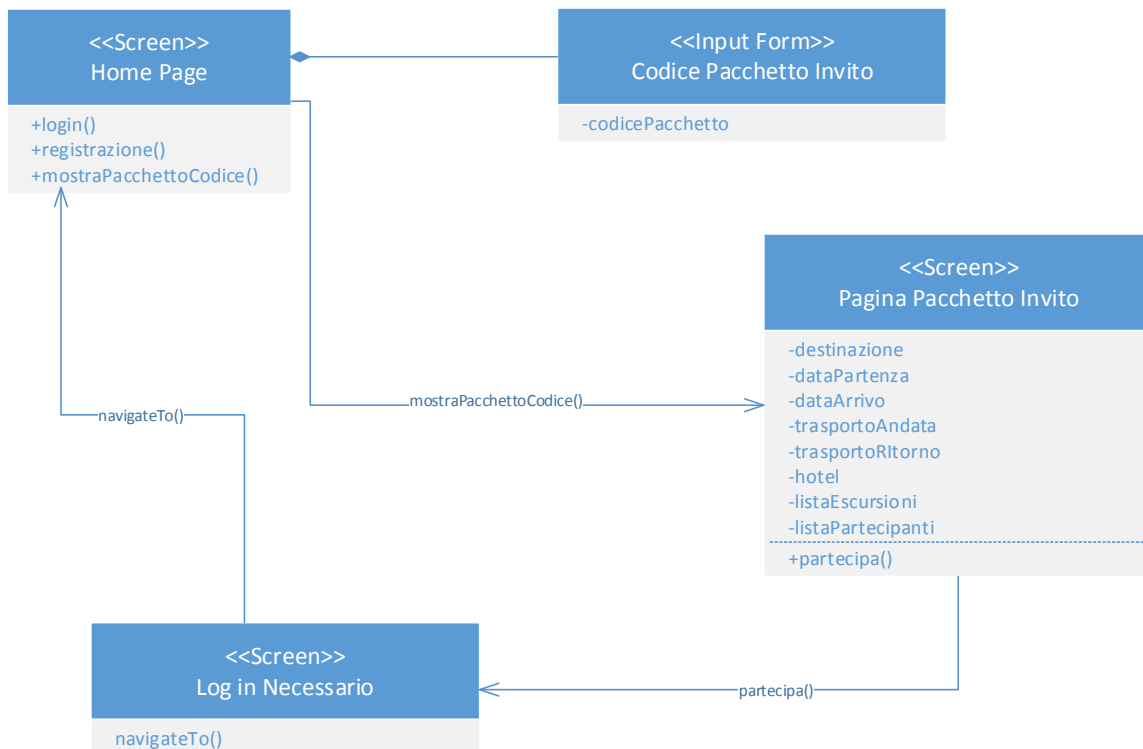 <<Screen>>
Home Page
+login()
+registrazione()
+mostraPacchettoCodice()
<<Input Form>>
Codice Pacchetto Invito
-codicePacchetto
<<Screen>>
Pagina Pacchetto Invito
-destinazione
-dataPartenza
-dataArrivo
-trasportoAndata
-trasportoRItorno
-hotel
-listaEscursioni
-listaPartecipanti
+partecipa()
mostraPacchettoCodice()
navigateTo()
<<Screen>>
Log in Necessario
navigateTo()
partecipa()